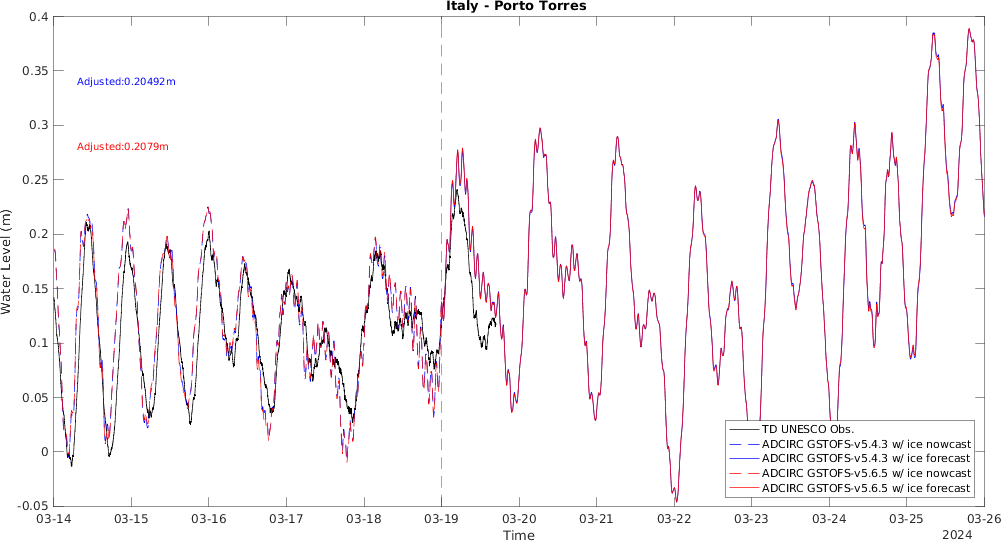 Italy - Porto Torres
0.4
0.35
0.3
0.25
0.2
0.15
0.1
0.05
0
-0.05
Water Level (m)
Adjusted:0.20492m
Adjusted:0.2079m
TD UNESCO Obs.
ADCIRC GSTOFS-v5.4.3 w/ ice nowcast
ADCIRC GSTOFS-v5.4.3 w/ ice forecast
ADCIRC GSTOFS-v5.6.5 w/ ice nowcast
ADCIRC GSTOFS-v5.6.5 w/ ice forecast
03-14 03-15 03-16 03-17 03-18 03-19 03-20 03-21 03-22 03-23 03-24 03-25 03-26
Time
2024